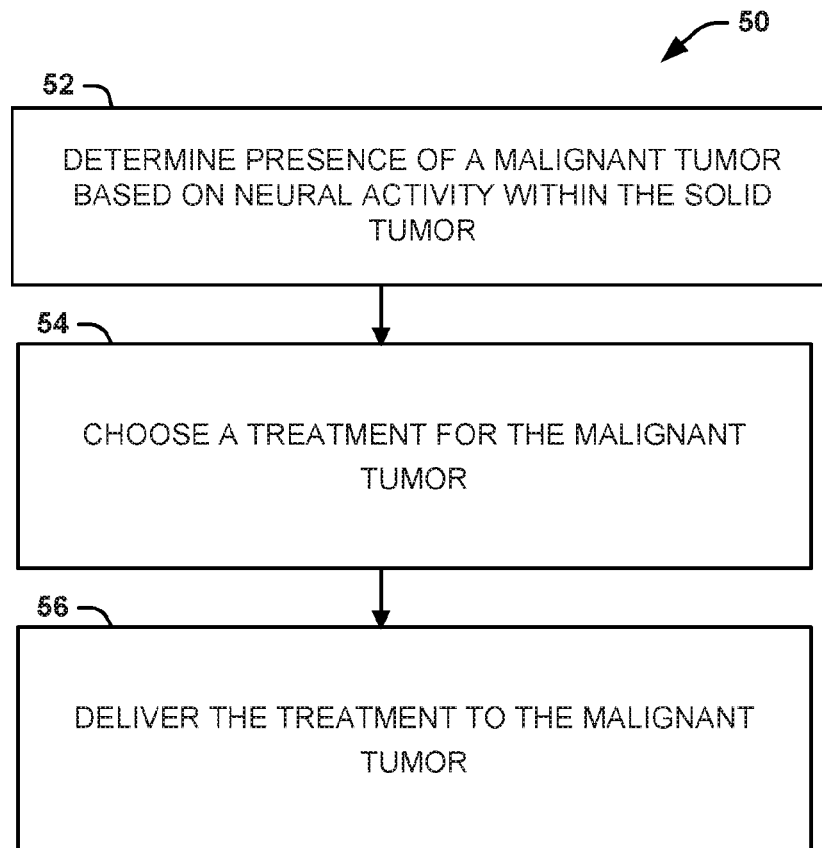 50
52
DETERMINE PRESENCE OF A MALIGNANT TUMOR
BASED ON NEURAL ACTIVITY WITHIN THE SOLID
TUMOR
54
CHOOSE A TREATMENT FOR THE MALIGNANT
TUMOR
56
DELIVER THE TREATMENT TO THE MALIGNANT
TUMOR